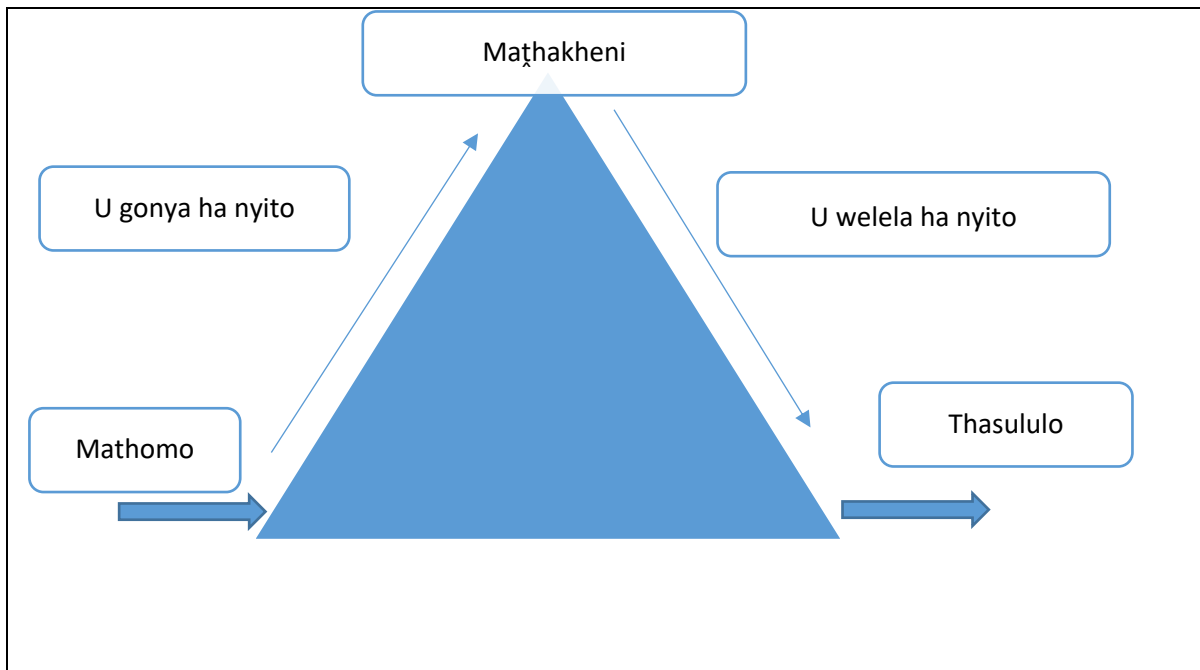 Maṱhakheni
U gonya ha nyito
U welela ha nyito
Mathomo
Thasululo